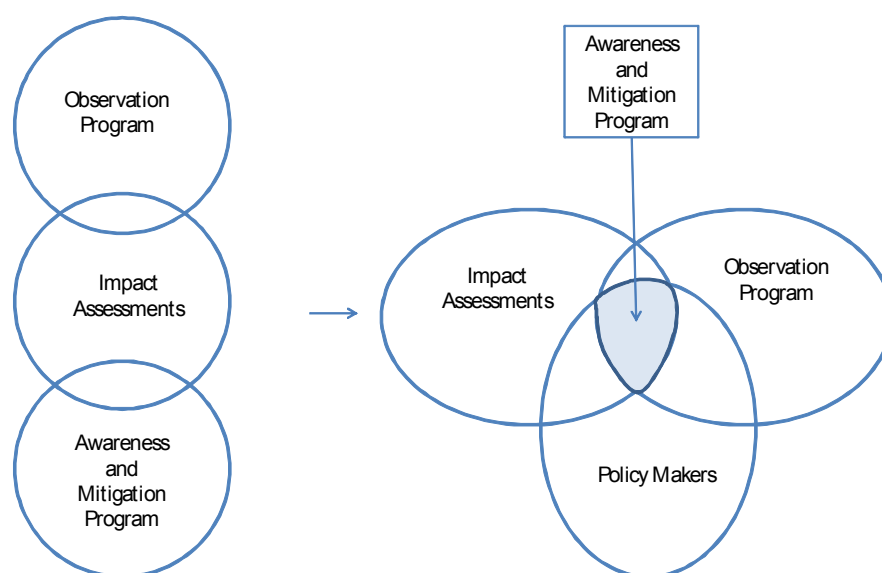 Observation
Program
Impact
Assessments
Awareness
and
Mitigation
Program
Awareness
and
Mitigation
Program
Impact
Assessments
Observation
Program
Policy Makers